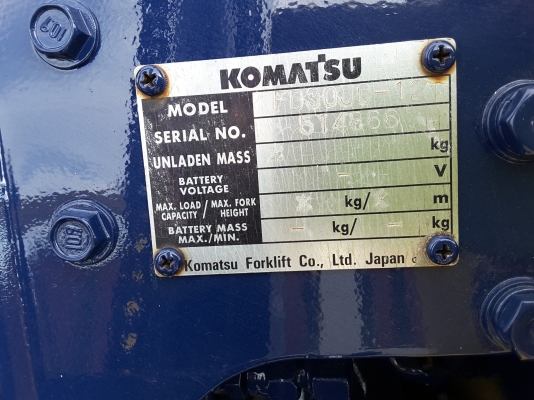 KOMATSU
MODEL
SERIAL NO. 514366
UNLADEN MASS kg
BATTERY VOLTAGE - V
MAX. LOAD / MAX. FORK CAPACITY / HEIGHT kg/ m
BATTERY MASS MAX./MIN. - kg/ - kg
Komatsu Forklift Co., Ltd. Japan